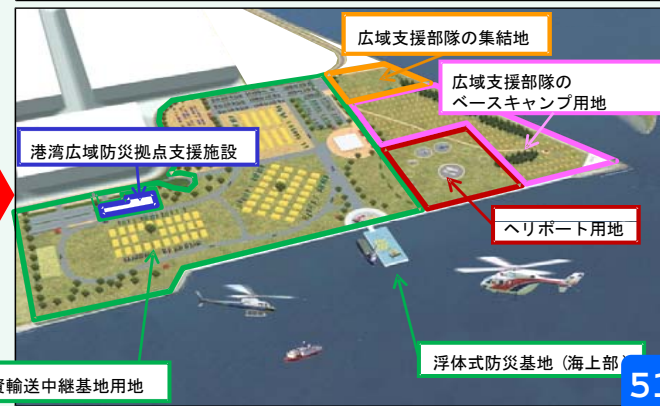 広域支援部隊の集結地
広域支援部隊の
ベースキャンプ用地
港湾広域防災拠点支援施設
ヘリポート用地
浮体式防災基地（海上部
資輸送中継基地用地
51